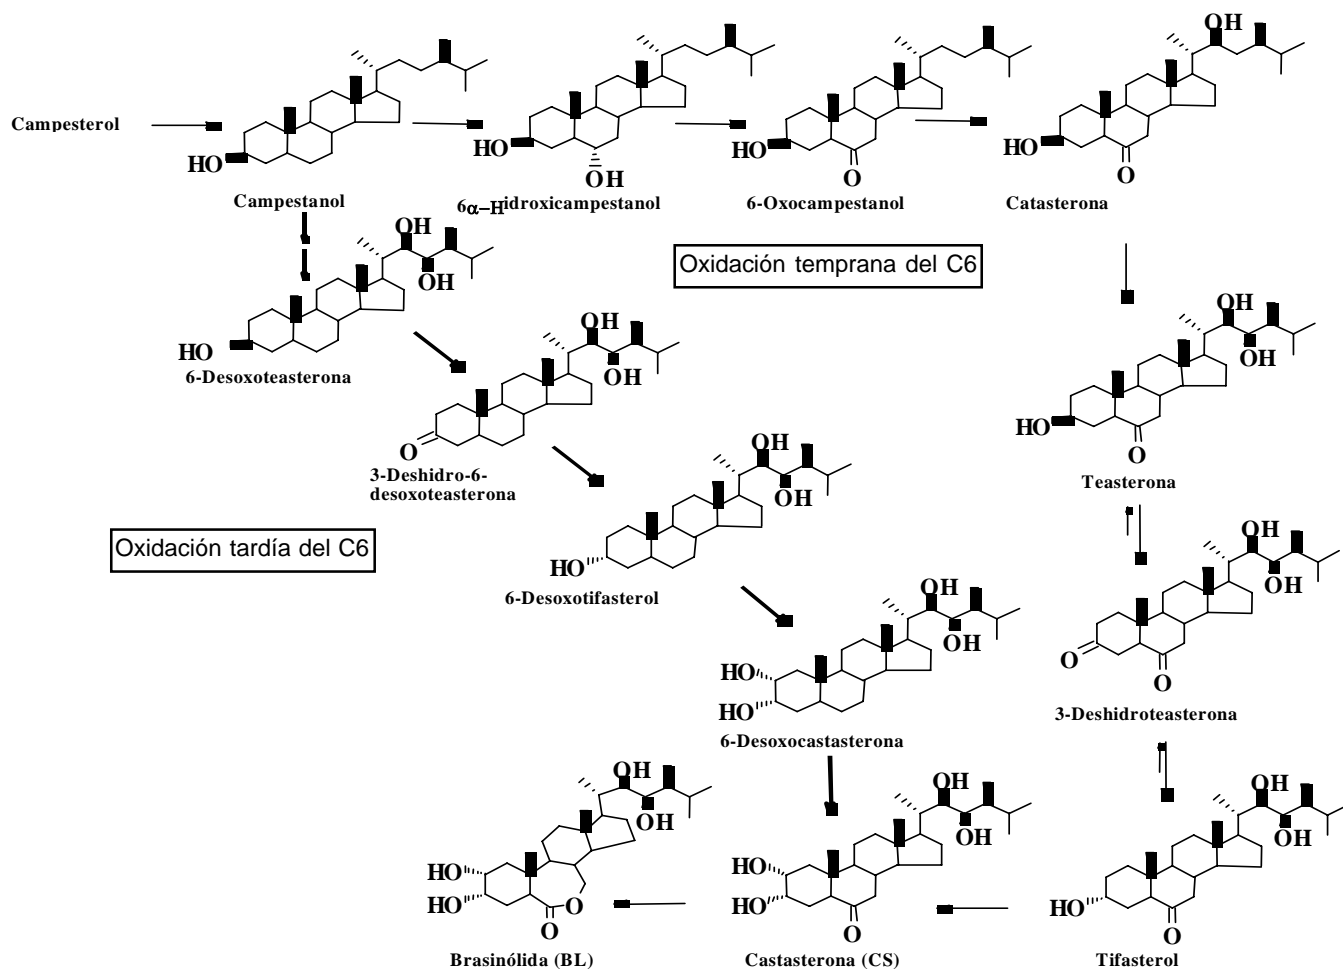 OH
Campesterol
HO
HO
OH
HO
O
HO
O
Campestanol
6α–Hidroxicampestanol
6-Oxocampestanol
Catasterona
OH
OH
Oxidación temprana del C6
HO
6-Desoxoteasterona
OH
OH
O
3-Deshidro-6-
desoxoteasterona
OH
OH
HO
O
Teasterona
OH
OH
HO
6-Desoxotifasterol
Oxidación tardía del C6
OH
OH
O
O
3-Deshidroteasterona
OH
OH
HO
HO
6-Desoxocastasterona
OH
OH
HO
HO
O
O
Brasinólida (BL)
OH
OH
HO
HO
O
Castasterona (CS)
OH
OH
HO
O
Tifasterol